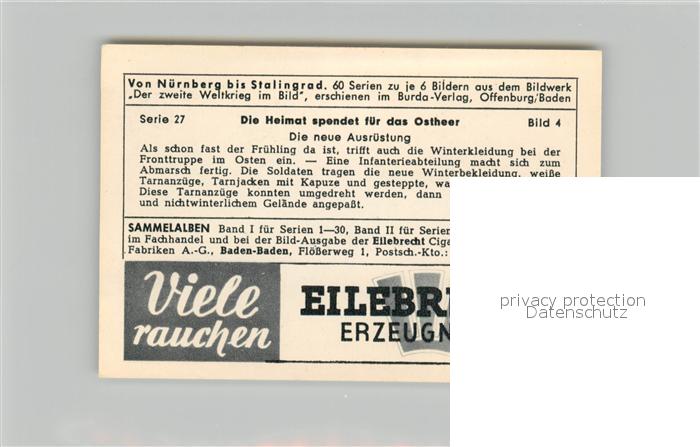 Von Nürnberg bis Stalingrad. 60 Serien zu je 6 Bildern aus dem Bildwerk
„Der zweite Weltkrieg im Bild", erschienen im Burda-Verlag, Offenburg/Baden
Serie 27 Die Heimat spendet für das Ostheer Bild 4
Die neue Ausrüstung
Als schon fast der Frühling da ist, trifft auch die Winterkleidung bei der
Fronttruppe im Osten ein. — Eine Infanterieabteilung macht sich zum
Abmarsch fertig. Die Soldaten tragen die neue Winterbekleidung, weiße
Tarnanzüge, Tarnjacken mit Kapuze und gesteppte, wa
Diese Tarnanzüge konnten umgedreht werden, dann
und nichtwinterlichem Gelände angepaßt.
SAMMELALBEN Band I für Serien 1—30, Band II für Serien
im Fachhandel und bei der Bild-Ausgabe der Eilebrecht Ciga
Fabriken A.-G., Baden-Baden, Flößerweg 1, Postsch.-Kto.:
Viele EILEBR
rauchen ERZEUGN
privacy protection
Datenschutz